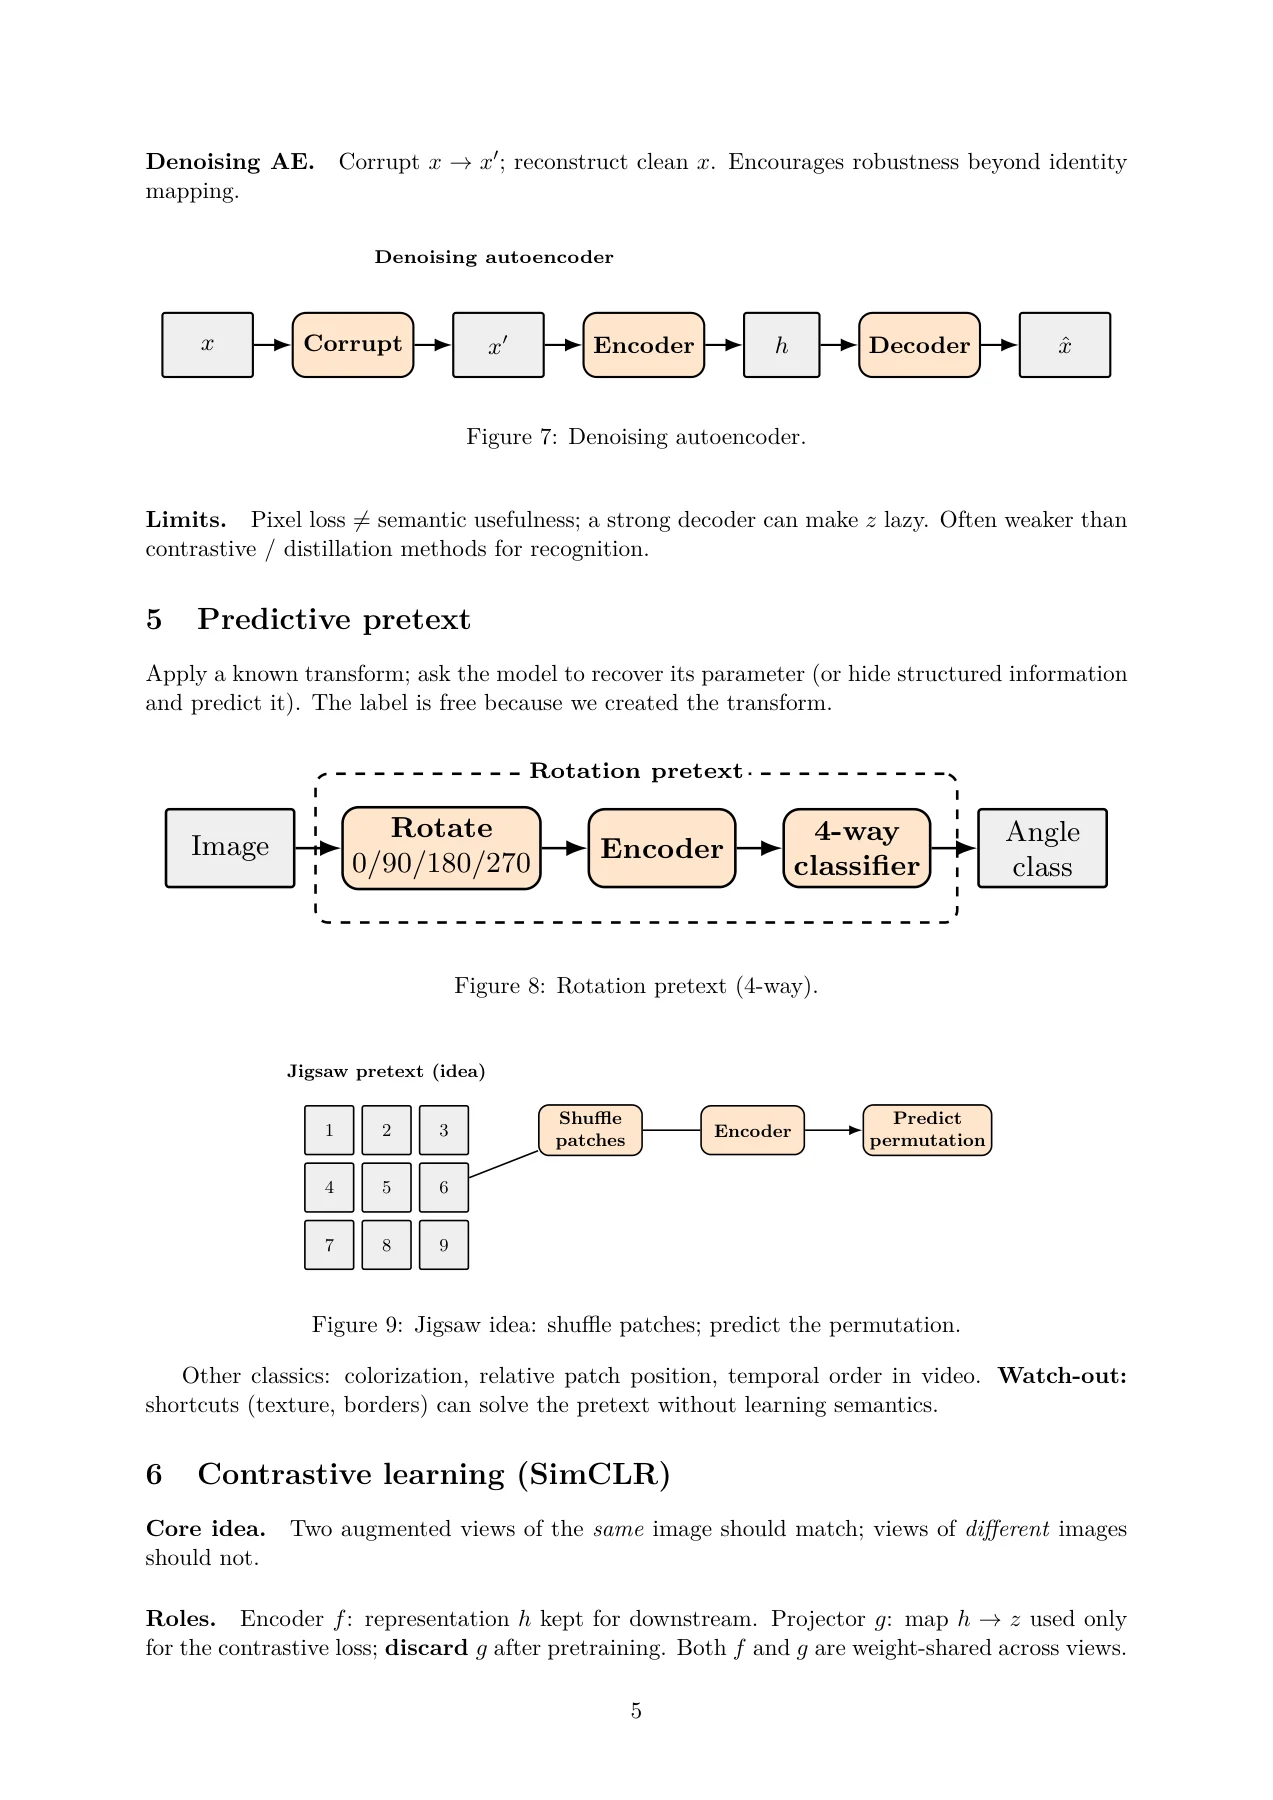 Denoising AE. Corrupt x → x′; reconstruct clean x. Encourages robustness beyond identity
mapping.
Denoising autoencoder
x Corrupt x′ Encoder h Decoder x̂
Figure 7: Denoising autoencoder.
Limits. Pixel loss ≠ semantic usefulness; a strong decoder can make z lazy. Often weaker than
contrastive / distillation methods for recognition.
5 Predictive pretext
Apply a known transform; ask the model to recover its parameter (or hide structured information
and predict it). The label is free because we created the transform.
Rotation pretext
Image
Rotate
0/90/180/270
Encoder
4-way
classifier
Angle
class
Figure 8: Rotation pretext (4-way).
Jigsaw pretext (idea)
1 2 3
4 5 6
7 8 9
Shuffle
patches
Encoder
Predict
permutation
Figure 9: Jigsaw idea: shuffle patches; predict the permutation.
Other classics: colorization, relative patch position, temporal order in video. Watch-out:
shortcuts (texture, borders) can solve the pretext without learning semantics.
6 Contrastive learning (SimCLR)
Core idea. Two augmented views of the same image should match; views of different images
should not.
Roles. Encoder f: representation h kept for downstream. Projector g: map h → z used only
for the contrastive loss; discard g after pretraining. Both f and g are weight-shared across views.
5